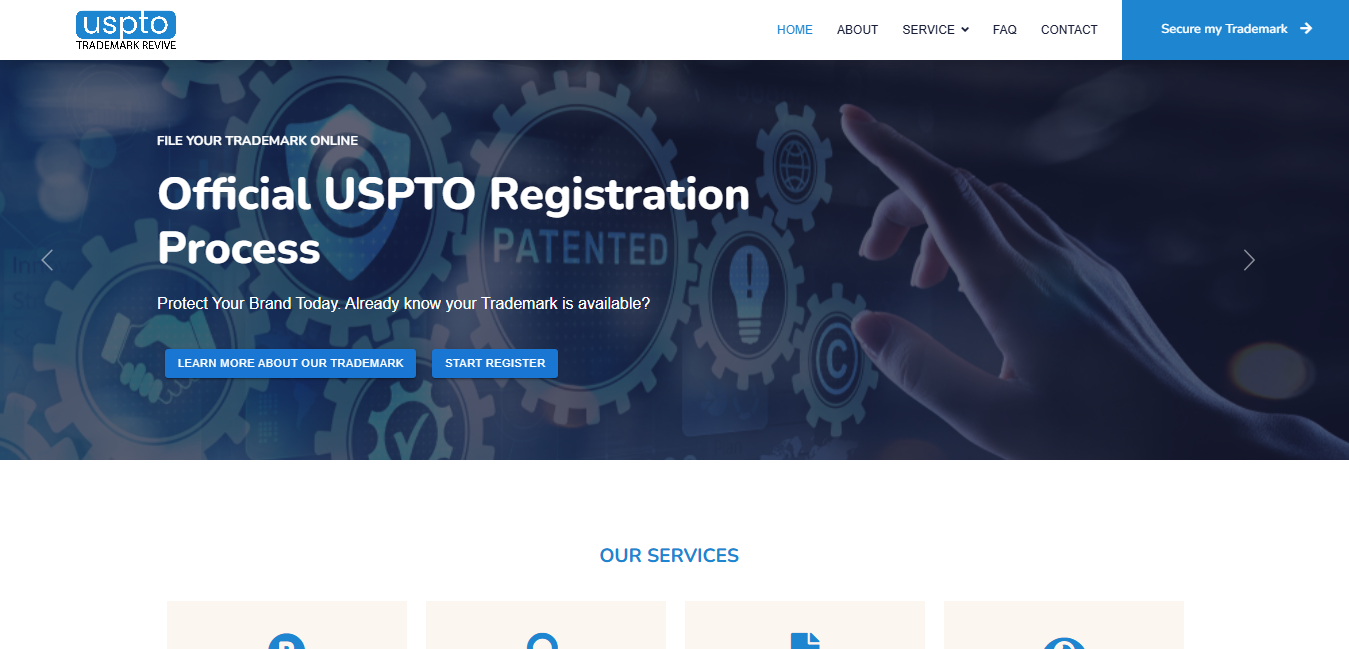 uspto
TRADEMARK REVIVE
HOME
ABOUT
SERVICE
FAQ
CONTACT
Secure my Trademark
FILE YOUR TRADEMARK ONLINE
Official USPTO Registration
Process
PATENTED
Protect Your Brand Today. Already know your Trademark is available?
LEARN MORE ABOUT OUR TRADEMARK
START REGISTER
OUR SERVICES